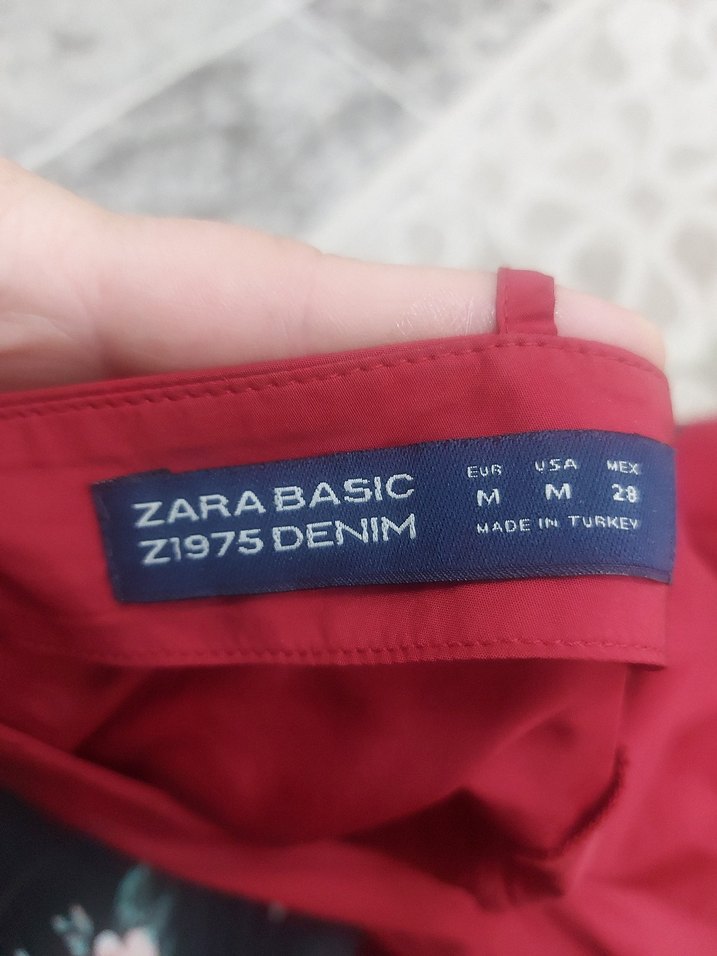 ZARA BASIC
Z1975 DENIM
EUR USA MEX
M M 28
MADE IN TURKEY